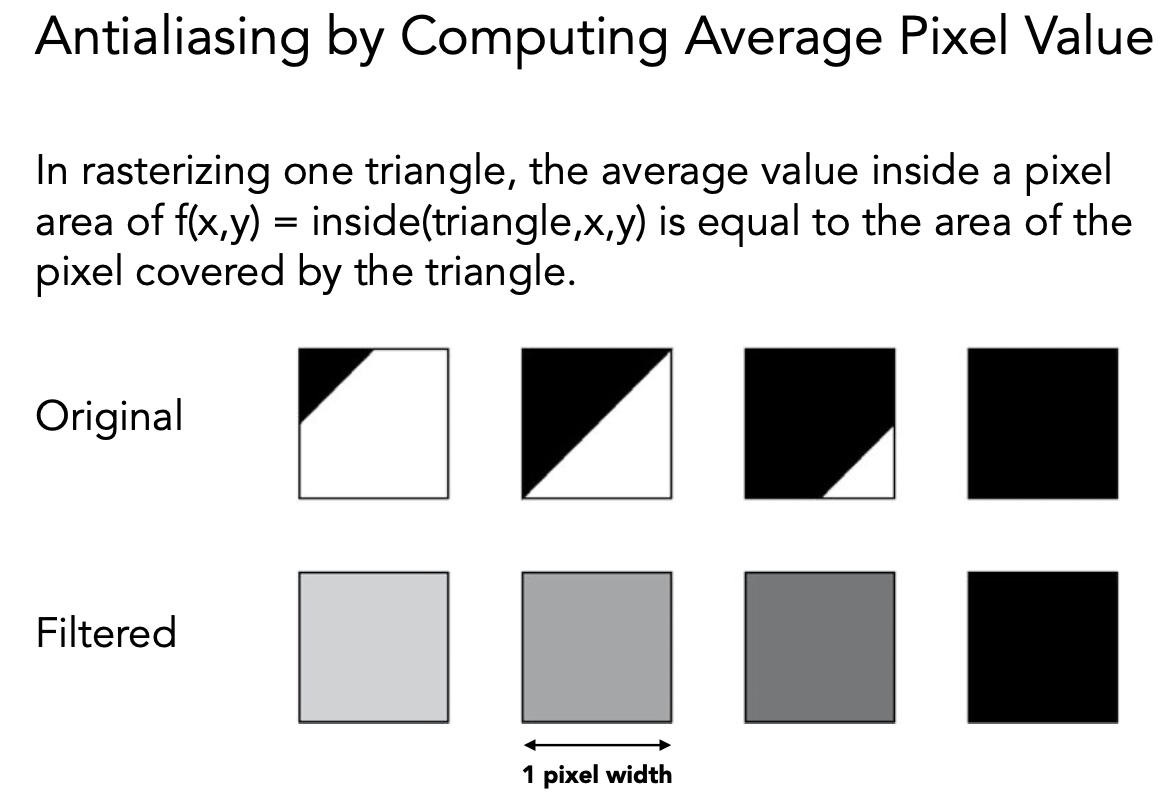 Antialiasing by Computing Average Pixel Value
In rasterizing one triangle, the average value inside a pixel
area of f(x,y) = inside(triangle,x,y) is equal to the area of the
pixel covered by the triangle.
Original
Filtered
1 pixel width